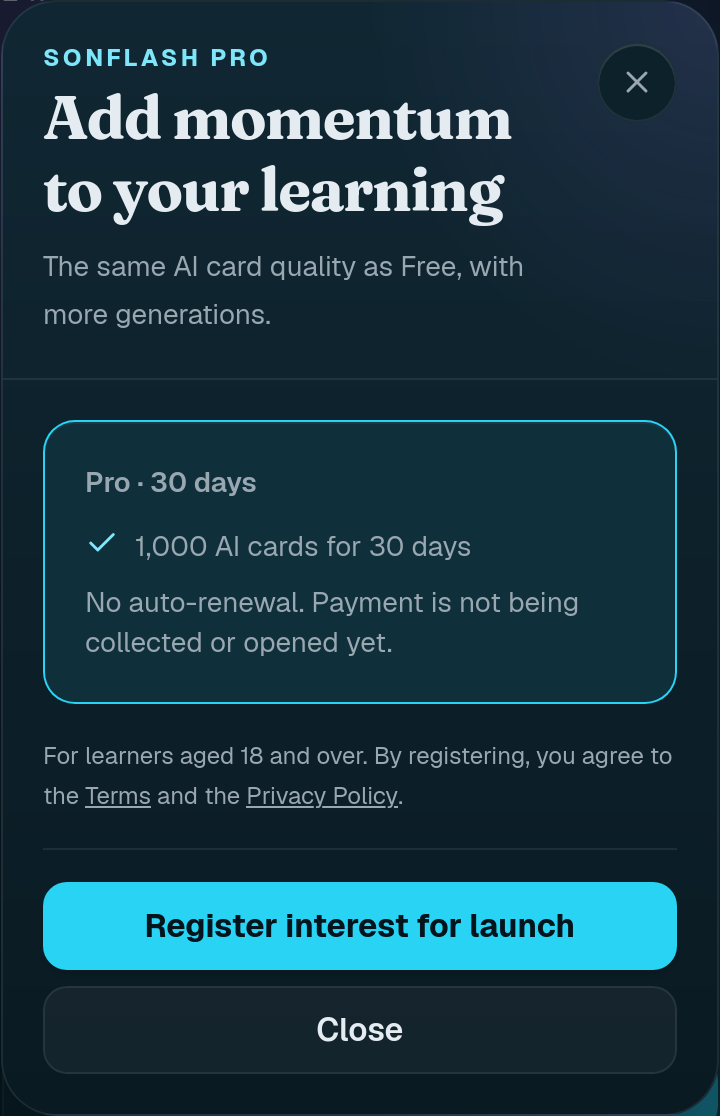 SONFLASH PRO
Add momentum
to your learning
The same AI card quality as Free, with
more generations.
Pro · 30 days
1,000 AI cards for 30 days
No auto-renewal. Payment is not being
collected or opened yet.
For learners aged 18 and over. By registering, you agree to
the Terms and the Privacy Policy.
Register interest for launch
Close